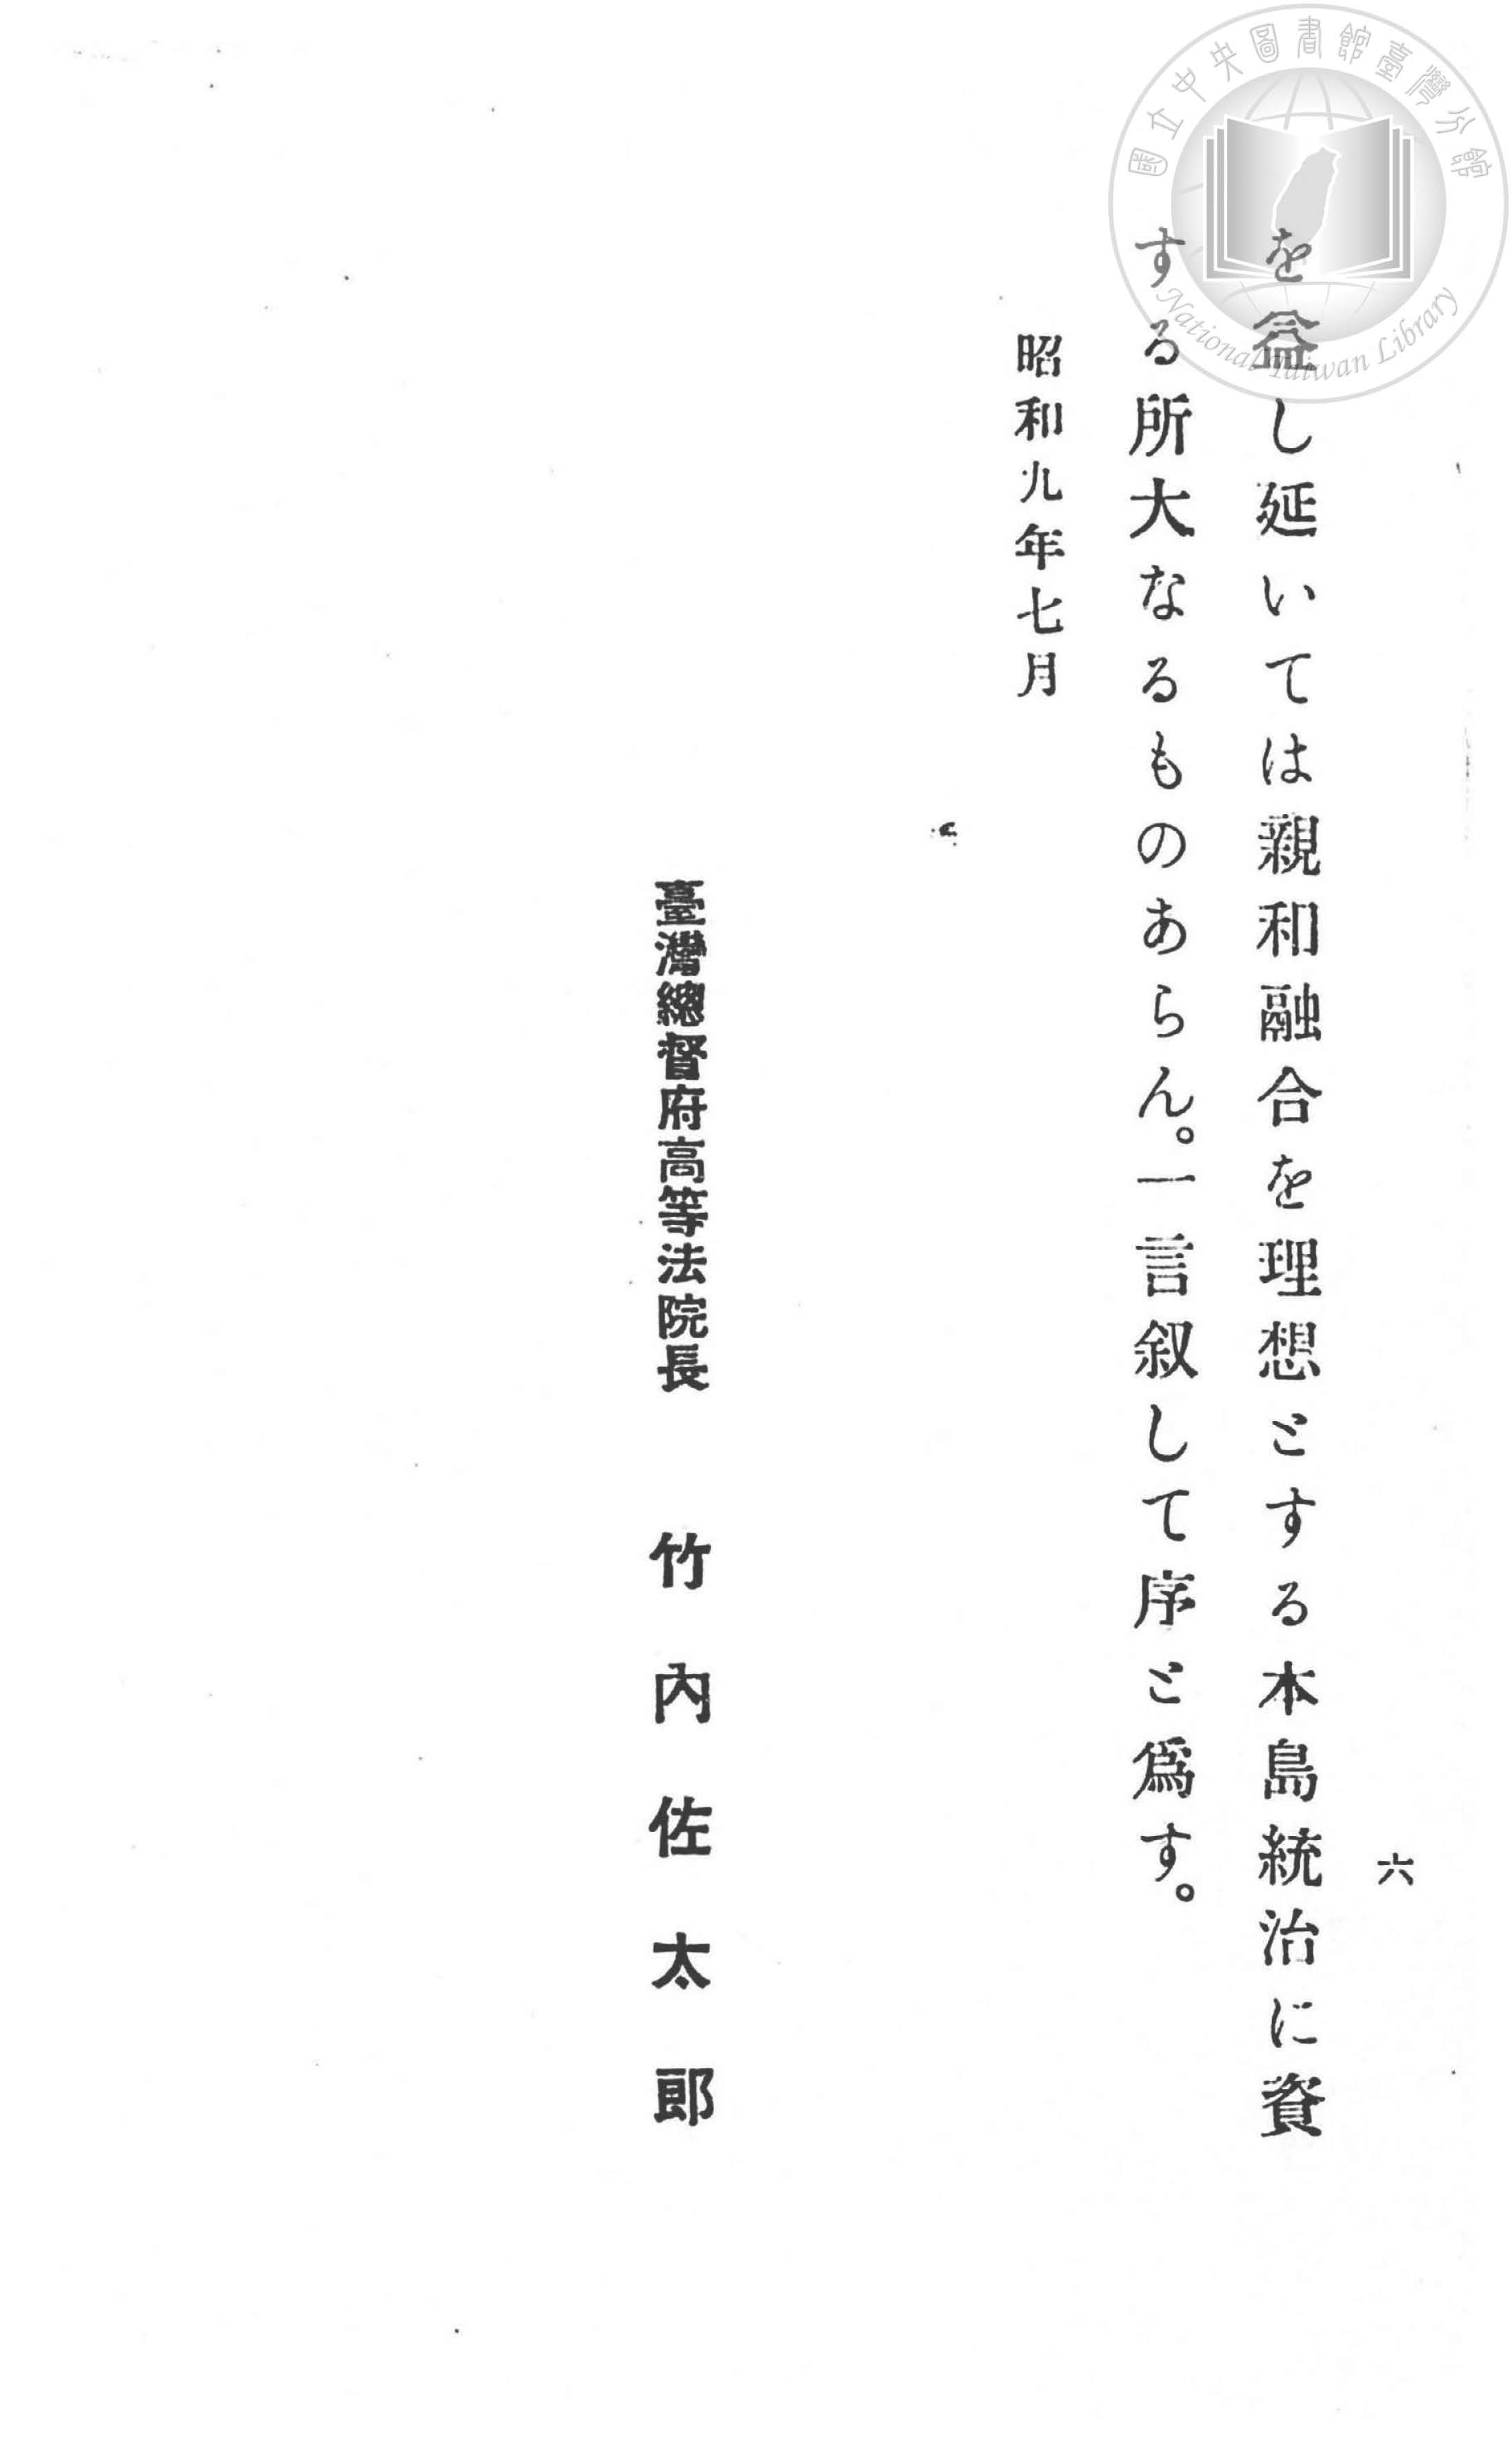 國立中央圖書館臺灣分館
National Taiwan Library
六
を益し延いては親和融合を理想とする本島統治に資
する所大なるものあらん。一言叙して序と爲す。
昭和九年七月
臺灣總督府高等法院長 竹內佐太郎